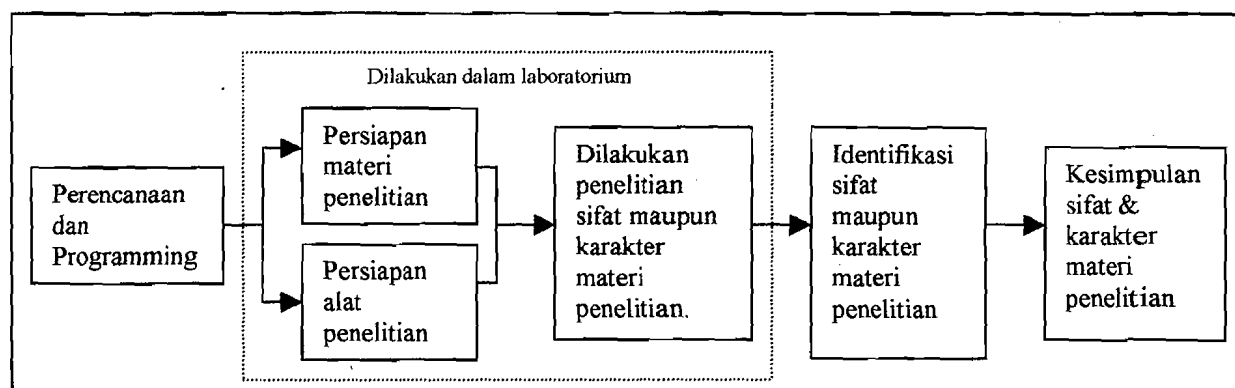 Dilakukan dalam laboratorium
Perencanaan
dan
Programming
Persiapan
materi
penelitian
Persiapan
alat
penelitian
Dilakukan
penelitian
sifat maupun
karakter
materi
penelitian.
Identifikasi
sifat
maupun
karakter
materi
penelitian
Kesimpulan
sifat &
karakter
materi
penelitian